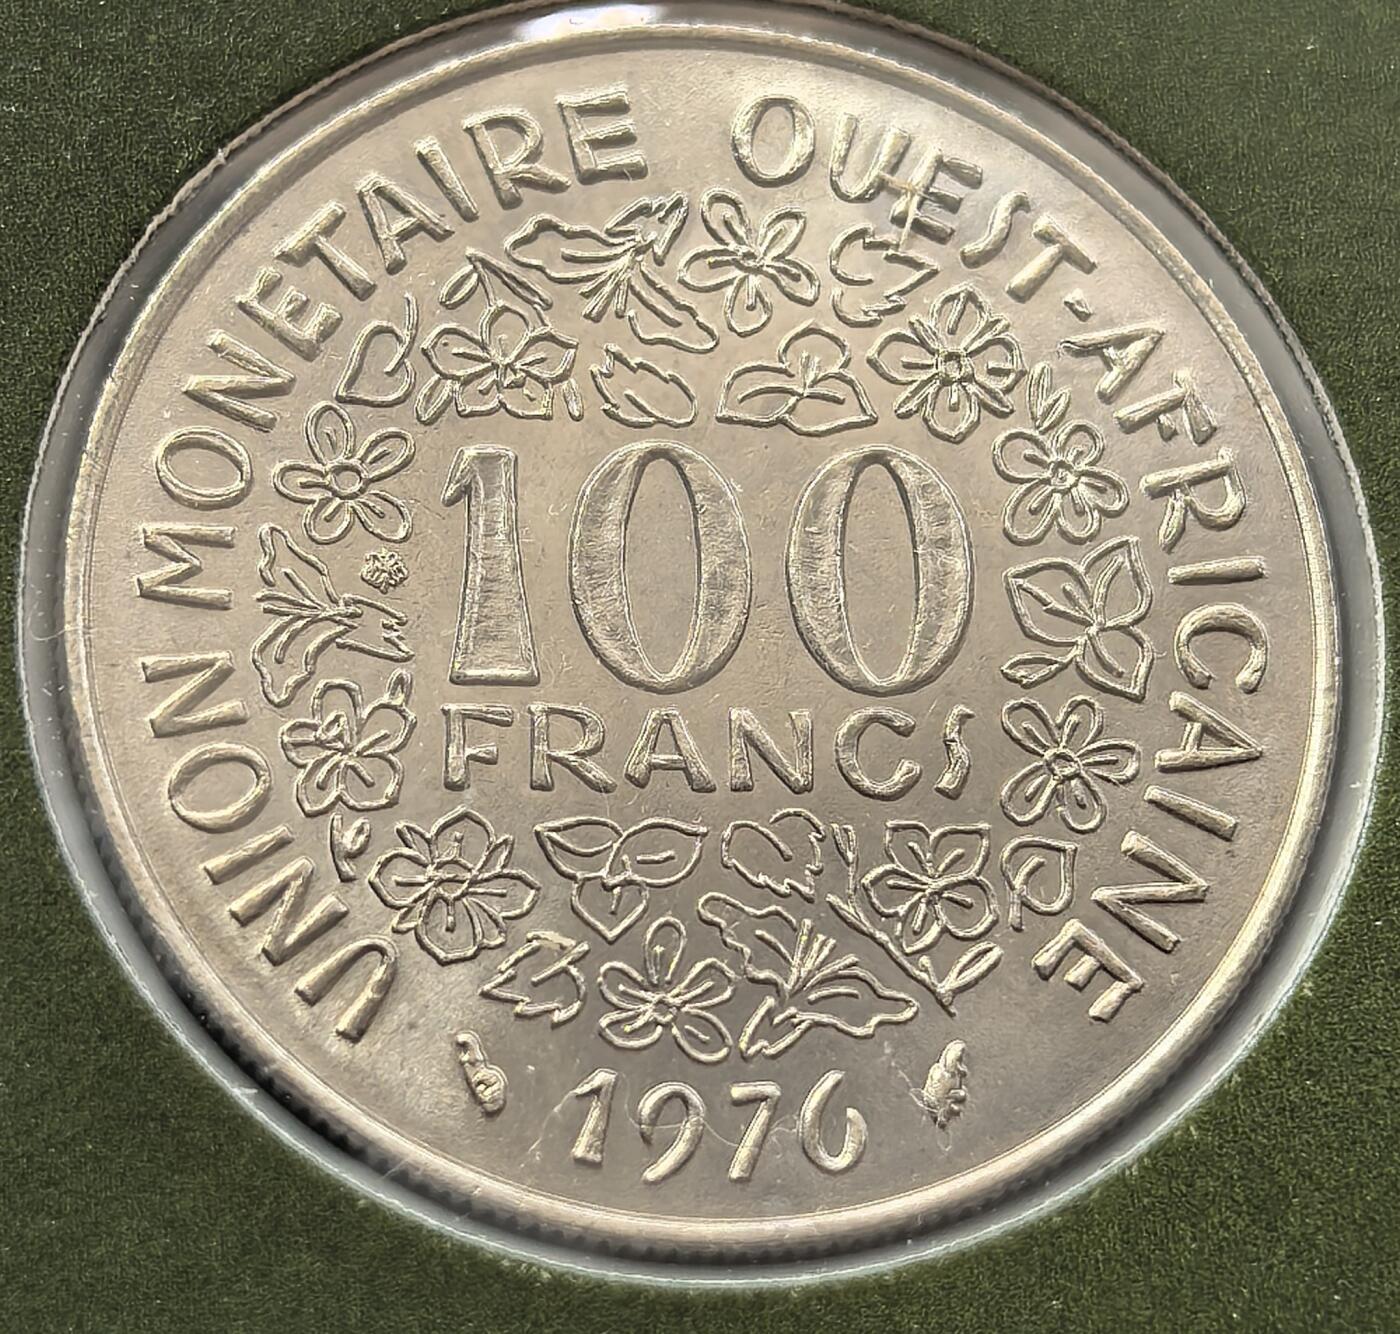 UNION MONETAIRE OUEST-AFRICAINE
100
FRANCS
1976